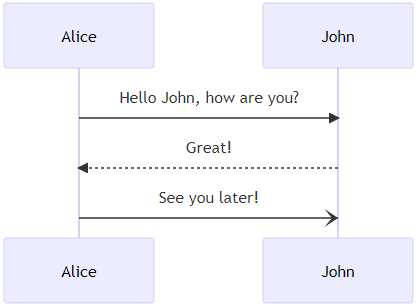 Alice
John
Hello John, how are you?
Great!
See you later!
Alice
John